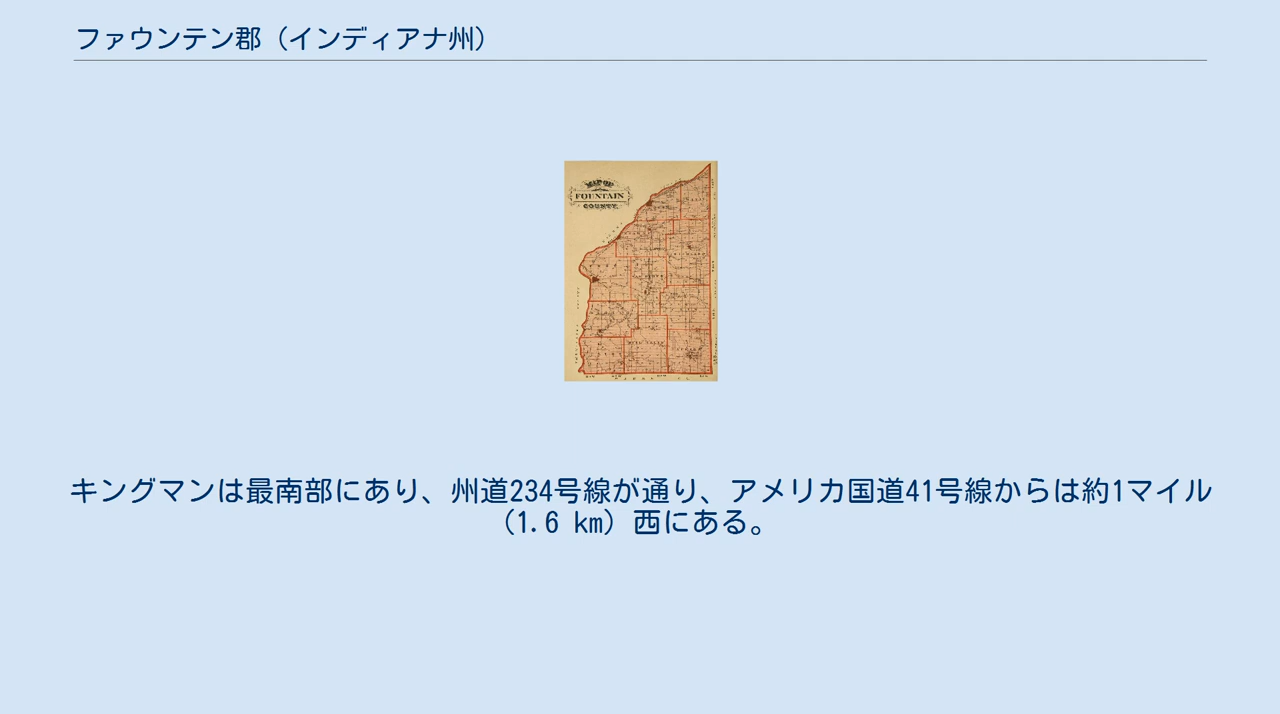 ファウンテン郡（インディアナ州）
MAP OF
FOUNTAIN
COUNTY
キングマンは最南部にあり、州道234号線が通り、アメリカ国道41号線からは約1マイル
（1.6 km）西にある。